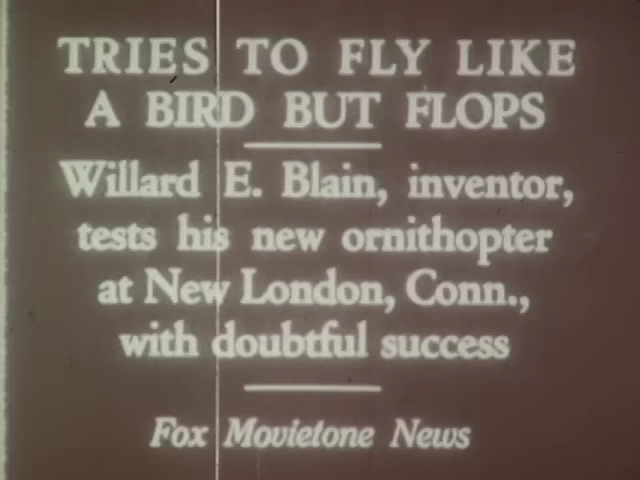 TRIES TO FLY LIKE
A BIRD BUT FLOPS
Willard E. Blain, inventor,
tests his new ornithopter
at New London, Conn.,
with doubtful success
Fox Movietone News